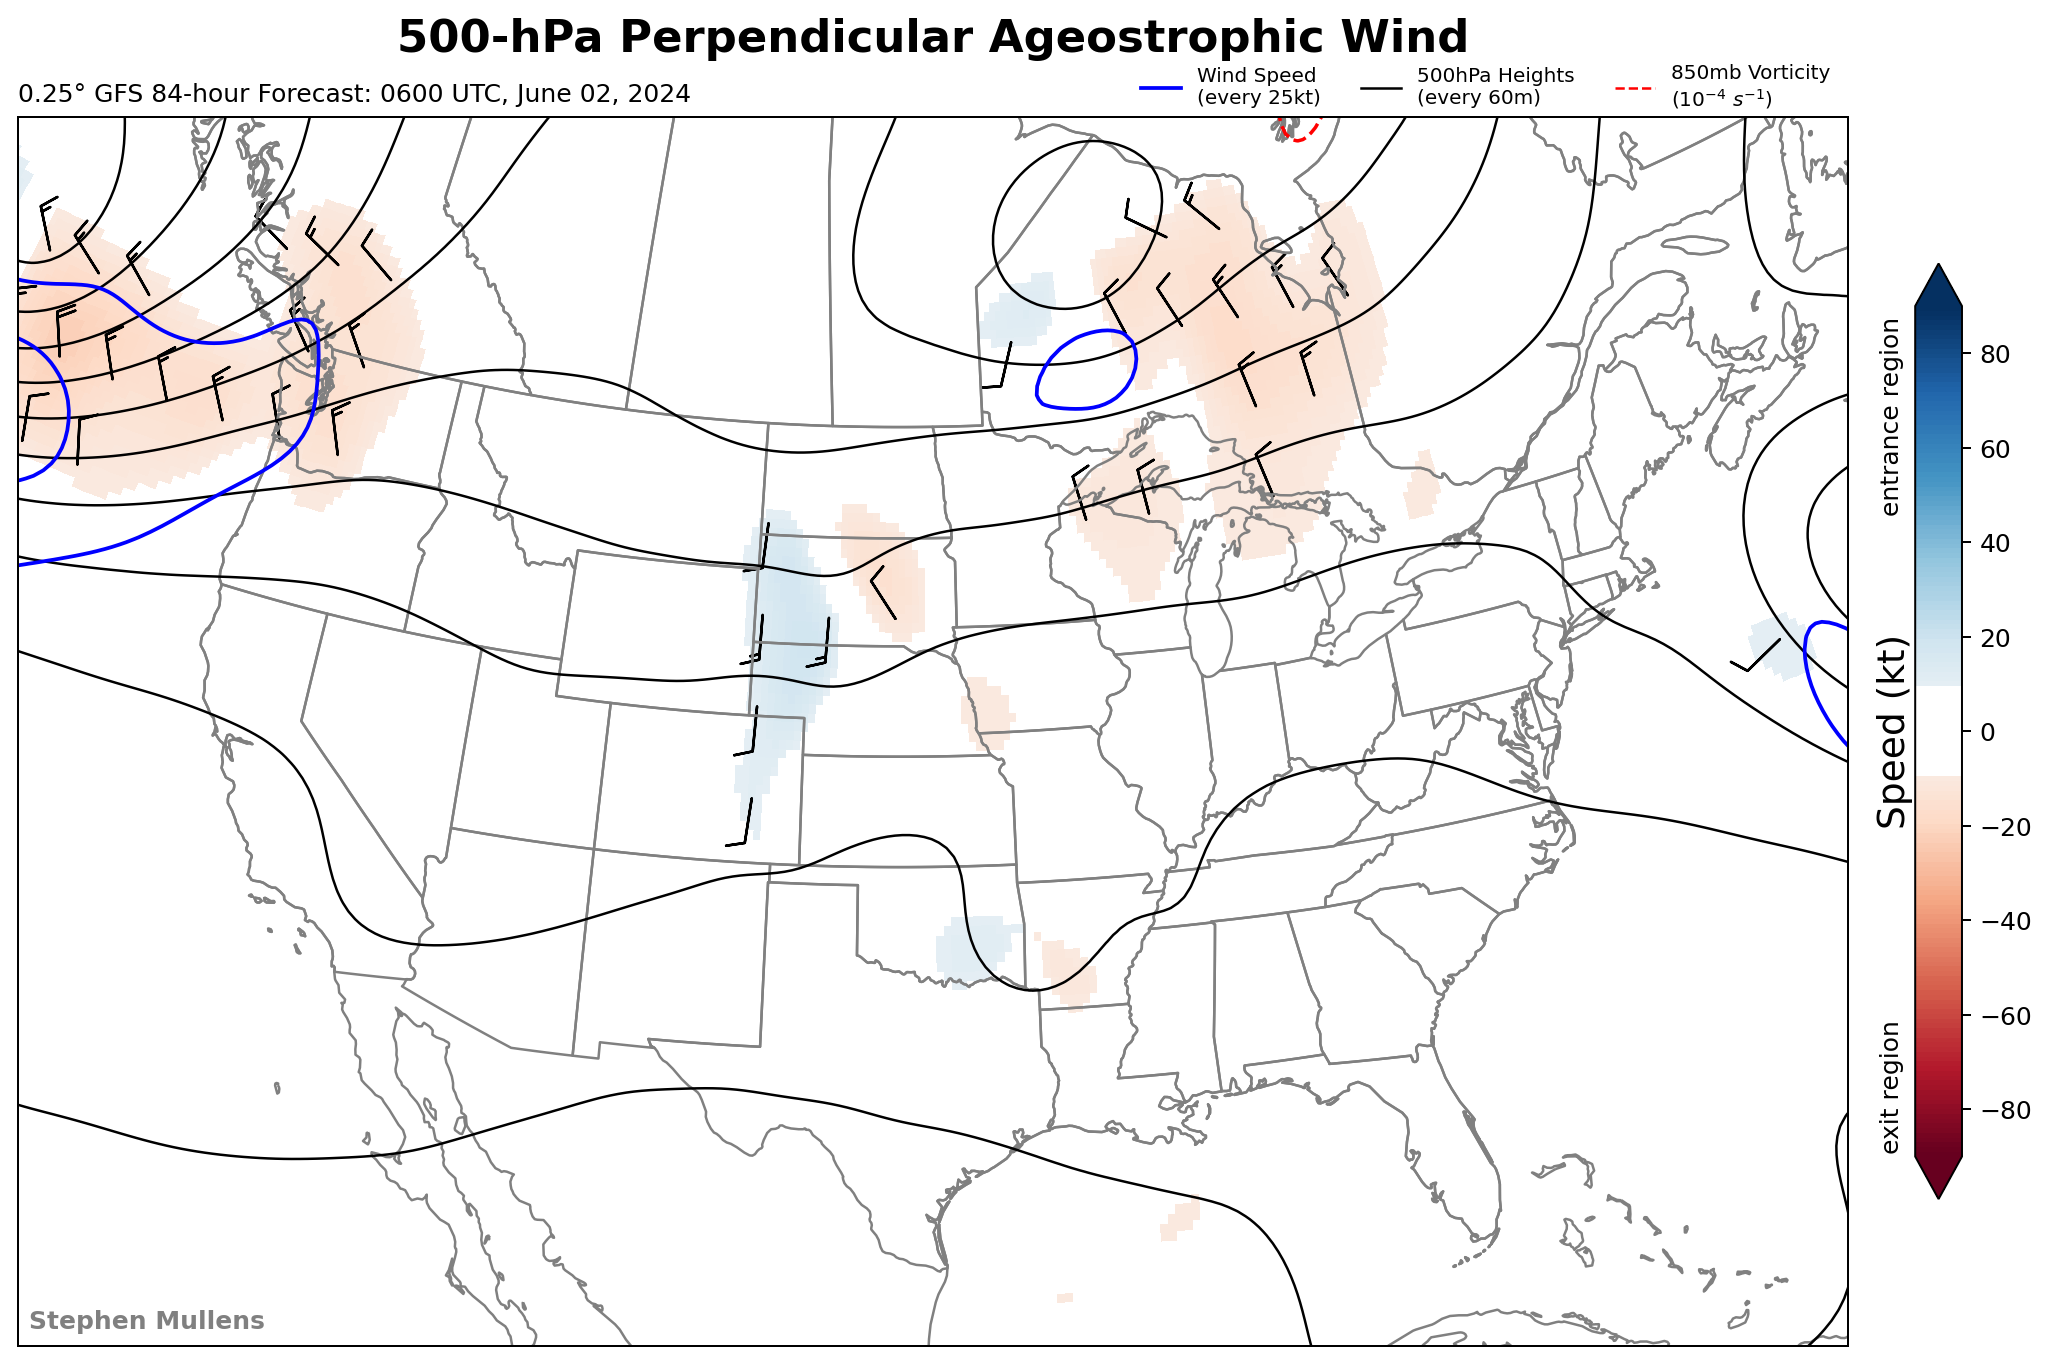 500-hPa Perpendicular Ageostrophic Wind
0.25° GFS 84-hour Forecast: 0600 UTC, June 02, 2024
Wind Speed
(every 25kt)
500hPa Heights
(every 60m)
850mb Vorticity
(10⁻⁴ s⁻¹)
entrance region
Speed (kt)
exit region
80
60
40
20
0
−20
−40
−60
−80
Stephen Mullens